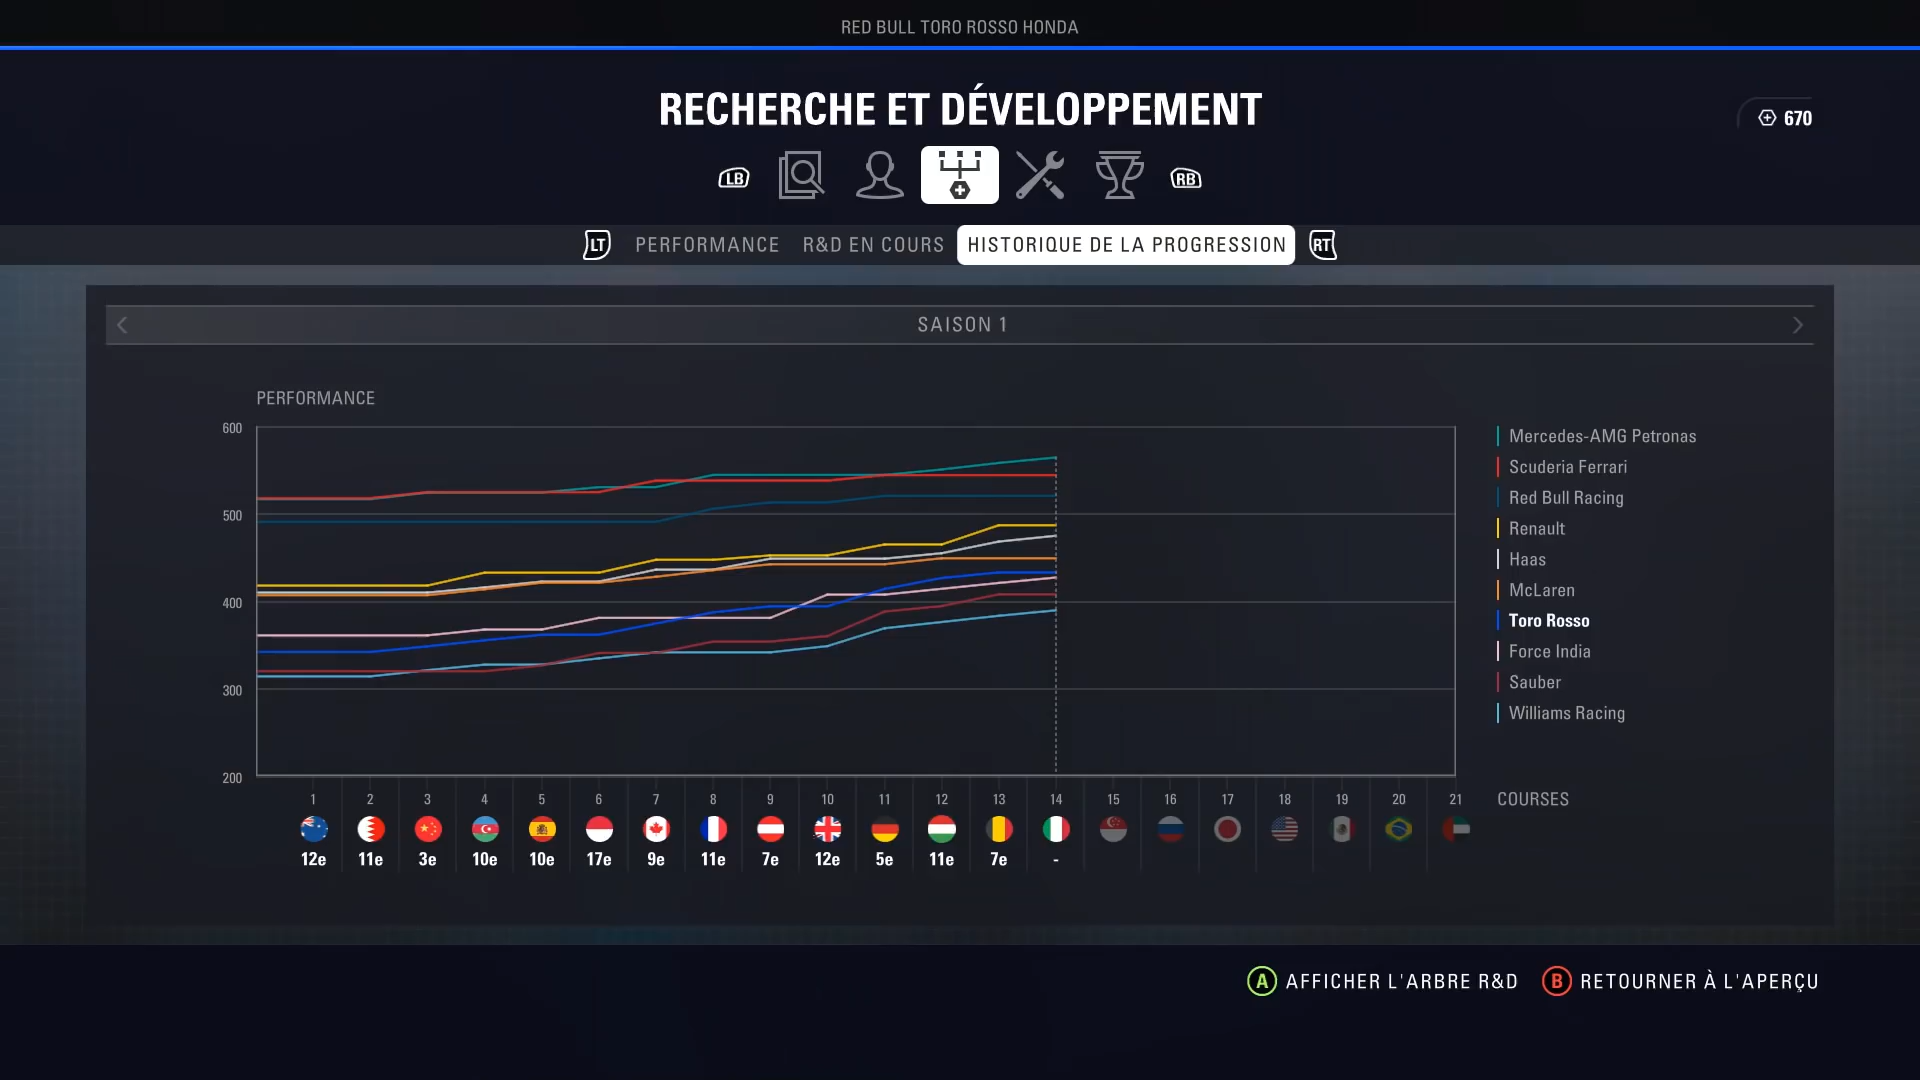 RED BULL TORO ROSSO HONDA
RECHERCHE ET DÉVELOPPEMENT
670
LB
RB
LT PERFORMANCE R&D EN COURS HISTORIQUE DE LA PROGRESSION RT
SAISON 1
PERFORMANCE
600
500
400
300
200
Mercedes-AMG Petronas
Scuderia Ferrari
Red Bull Racing
Renault
Haas
McLaren
Toro Rosso
Force India
Sauber
Williams Racing
1 2 3 4 5 6 7 8 9 10 11 12 13 14 15 16 17 18 19 20 21 COURSES
12e 11e 3e 10e 10e 17e 9e 11e 7e 12e 5e 11e 7e -
A AFFICHER L'ARBRE R&D B RETOURNER À L'APERÇU